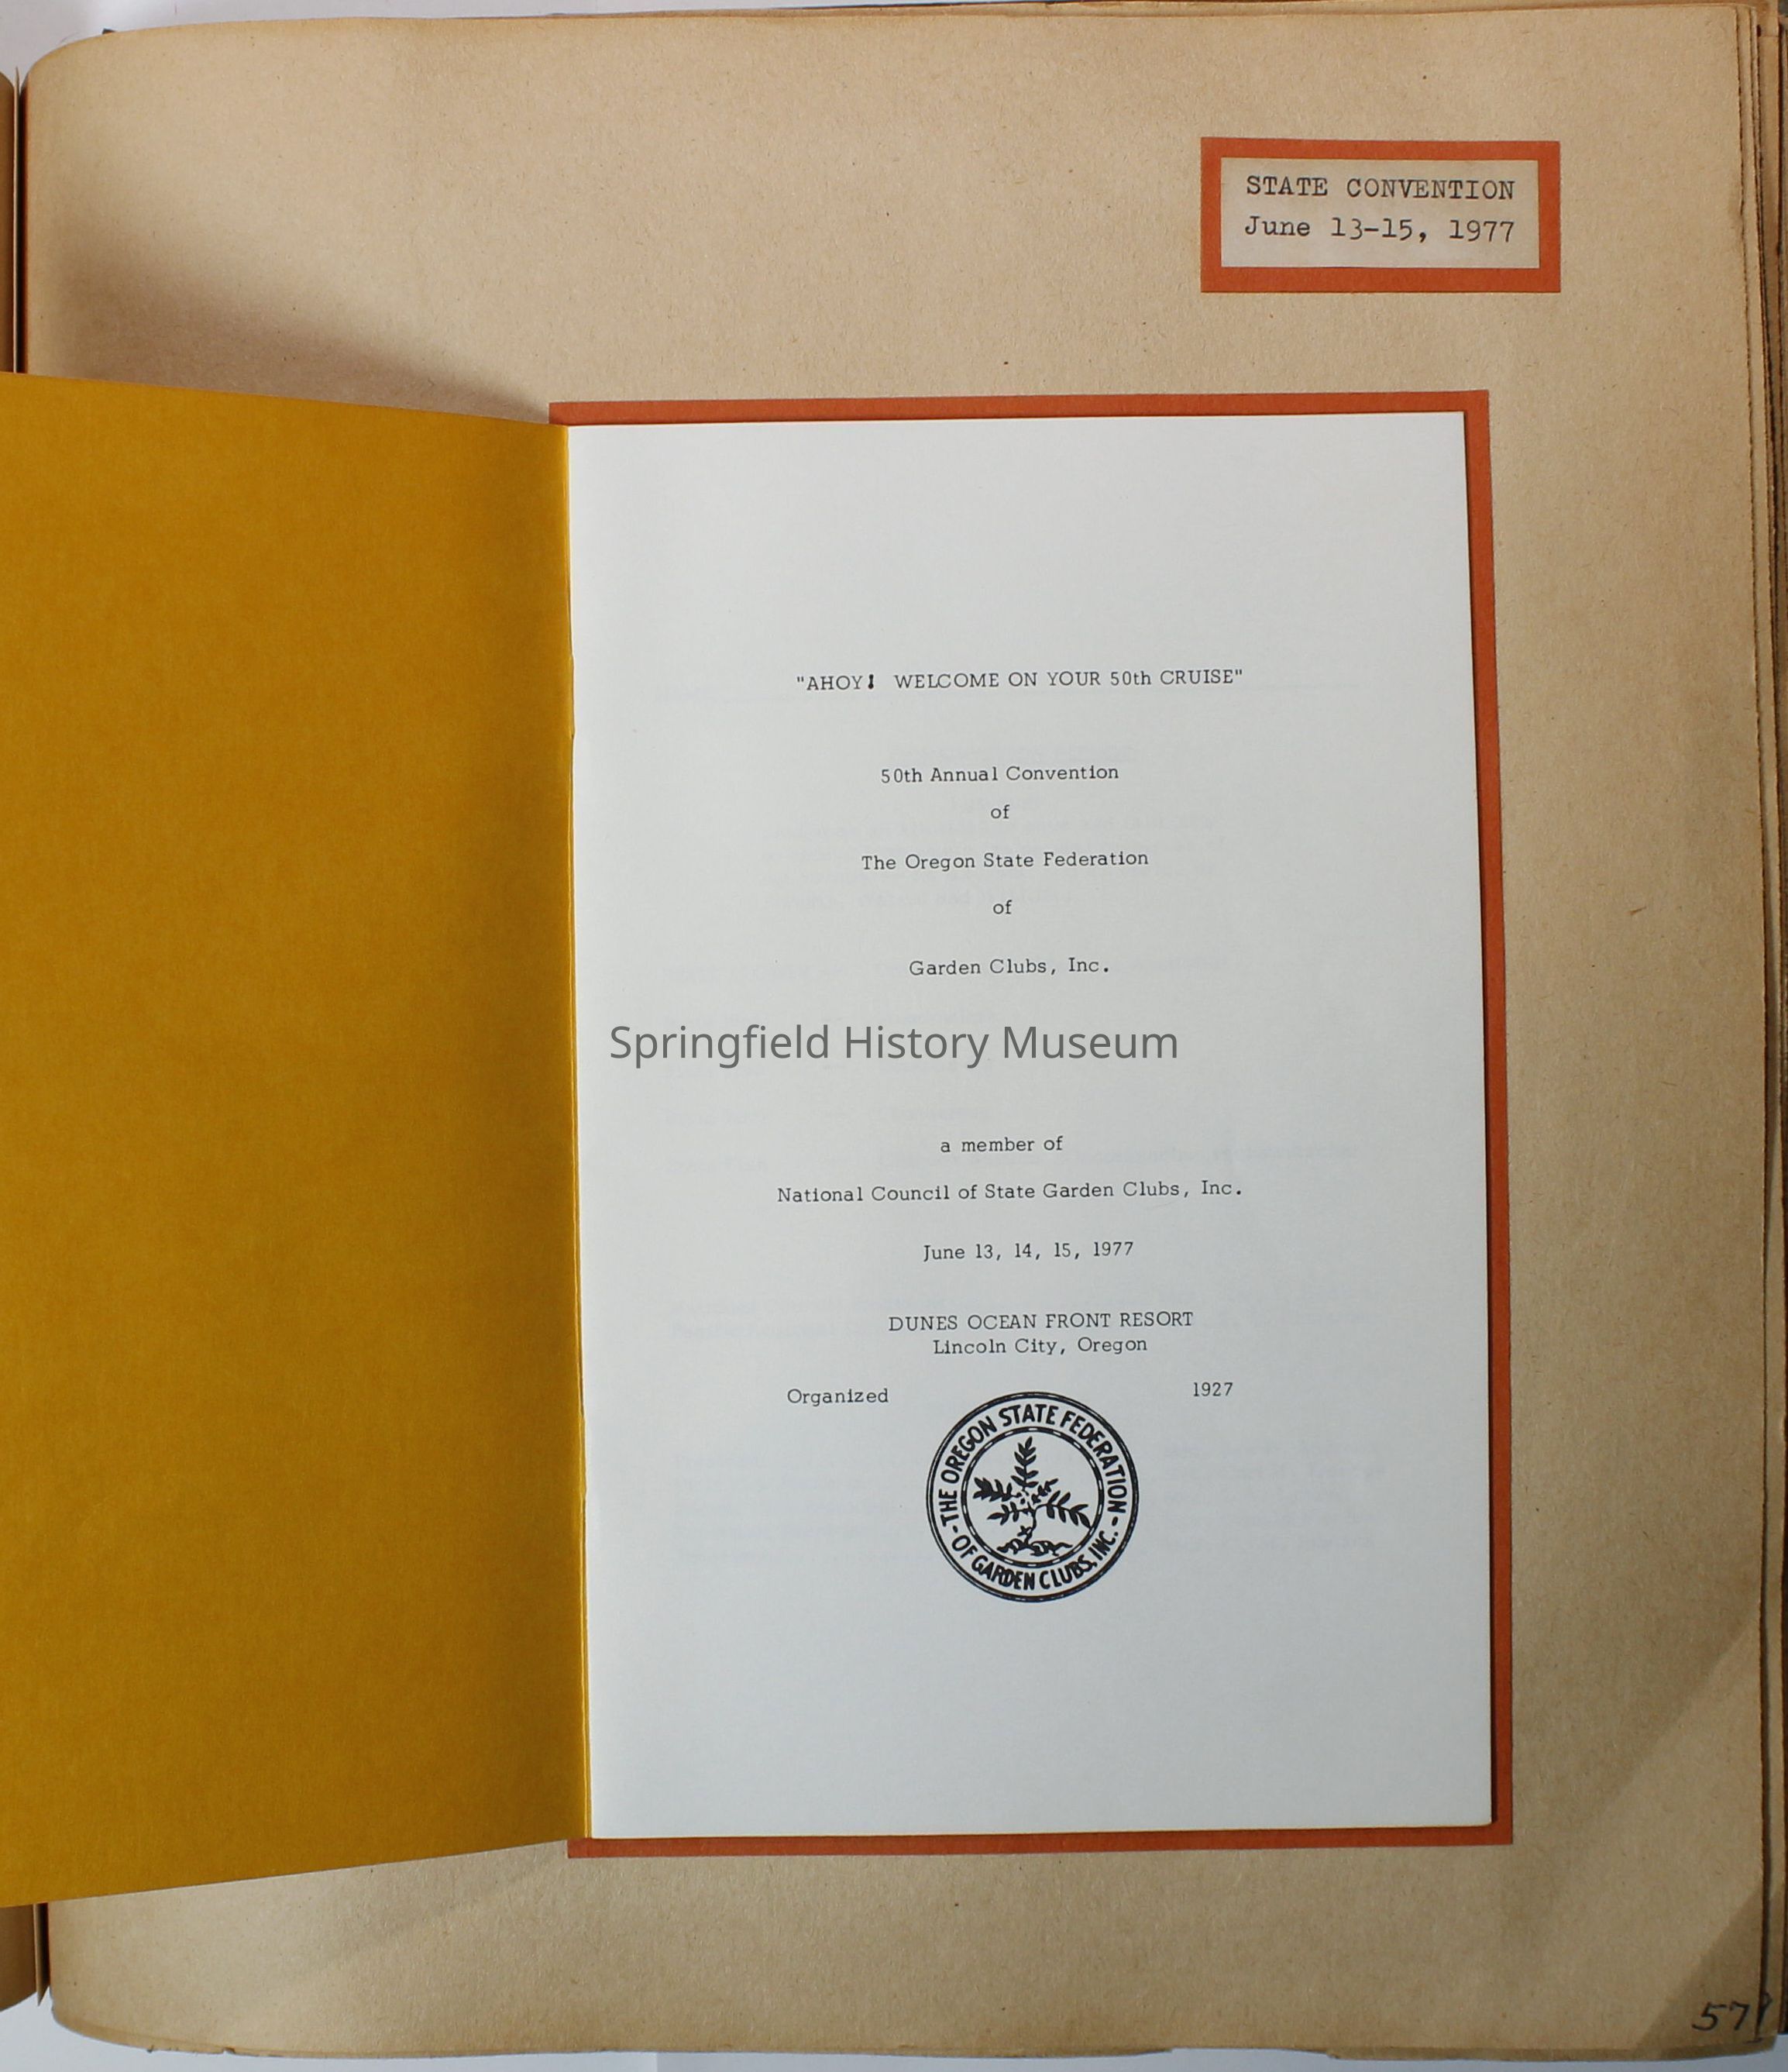 STATE CONVENTION
June 13-15, 1977
"AHOY! WELCOME ON YOUR 50th CRUISE"
50th Annual Convention
of
The Oregon State Federation
of
Garden Clubs, Inc.
Springfield History Museum
a member of
National Council of State Garden Clubs, Inc.
June 13, 14, 15, 1977
DUNES OCEAN FRONT RESORT
Lincoln City, Oregon
Organized 1927
THE OREGON STATE FEDERATION
- OF GARDEN CLUBS, INC. -
57